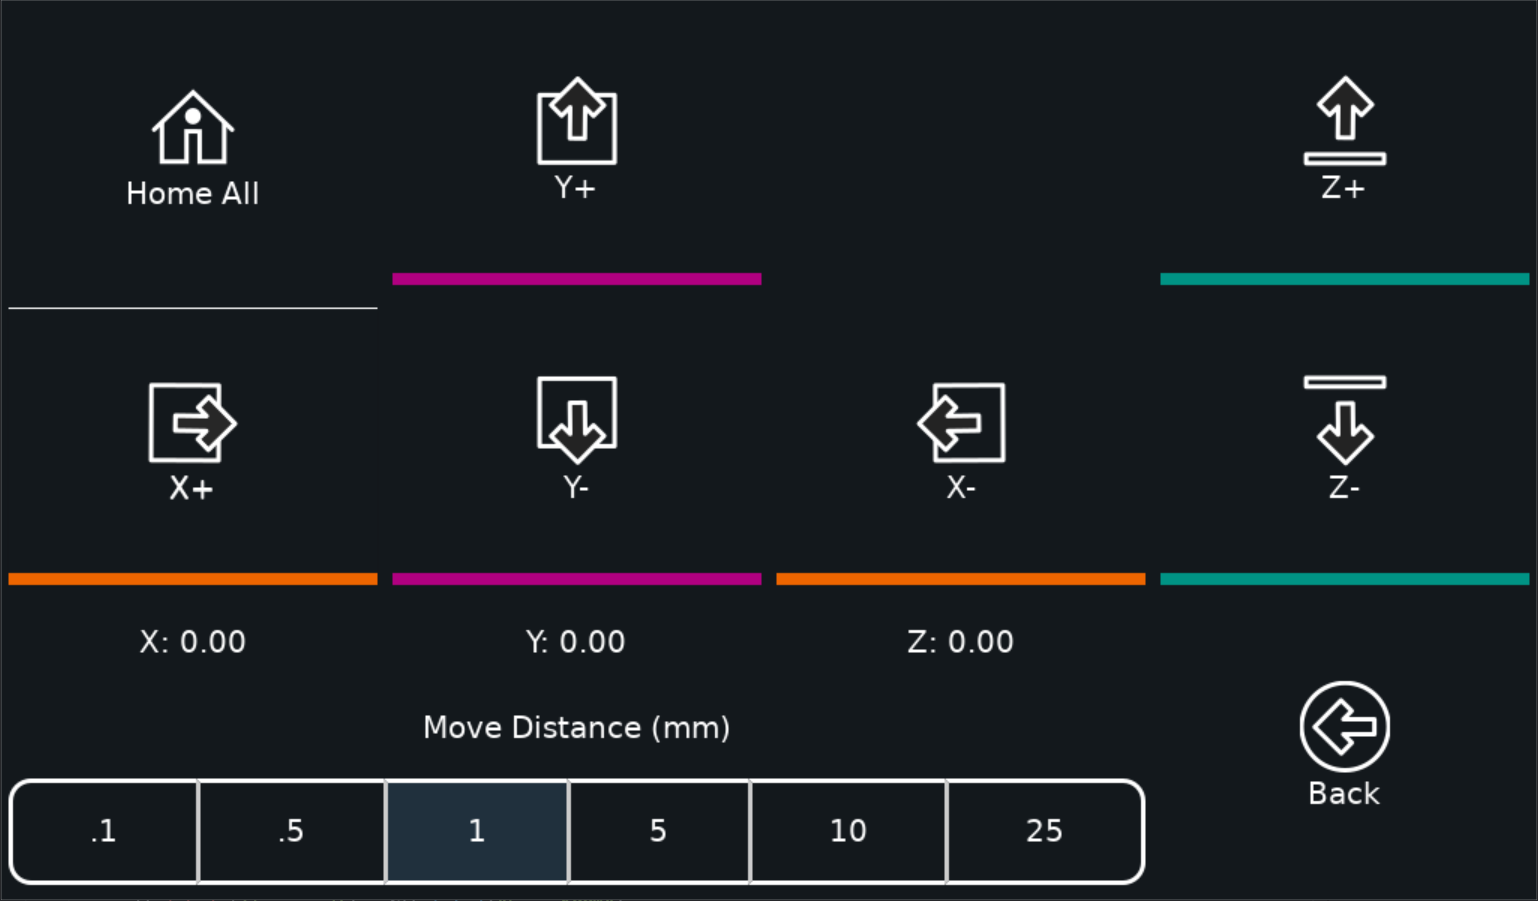 Home All
Y+
Z+
X+
Y-
X-
Z-
X: 0.00
Y: 0.00
Z: 0.00
Move Distance (mm)
Back
.1
.5
1
5
10
25